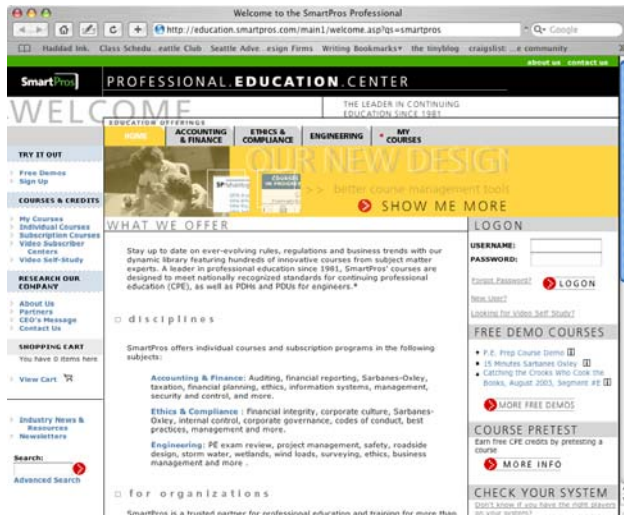 Welcome to the SmartPros Professional
http://education.smartpros.com/main1/welcome.asp?qs=smartpros
Google
Haddad Ink. Class Schedu...eattle Club Seattle Adve...esign Firms Writing Bookmarks▾ the tinyblog craigslist: ...e community
about us contact us
SmartPros
PROFESSIONAL.EDUCATION.CENTER
WELCOME
THE LEADER IN CONTINUING
EDUCATION SINCE 1981
EDUCATION OFFERINGS
HOME
ACCOUNTING
& FINANCE
ETHICS &
COMPLIANCE
ENGINEERING
MY
COURSES
TRY IT OUT
Free Demos
Sign Up
COURSES & CREDITS
My Courses
Individual Courses
Subscription Courses
Video Subscriber
Centers
Video Self-Study
RESEARCH OUR
COMPANY
About Us
Partners
CEO's Message
Contact Us
SHOPPING CART
You have 0 items here
View Cart
Industry News &
Resources
Newsletters
Search:
Advanced Search
OUR NEW DESIGN
>> better course management tools
SHOW ME MORE
WHAT WE OFFER
Stay up to date on ever-evolving rules, regulations and business trends with our
dynamic library featuring hundreds of innovative courses from subject matter
experts. A leader in professional education since 1981, SmartPros' courses are
designed to meet nationally recognized standards for continuing professional
education (CPE), as well as PDHs and PDUs for engineers.*
disciplines
SmartPros offers individual courses and subscription programs in the following
subjects:
Accounting & Finance: Auditing, financial reporting, Sarbanes-Oxley,
taxation, financial planning, ethics, information systems, management,
security and control, and more.
Ethics & Compliance : Financial integrity, corporate culture, Sarbanes-
Oxley, internal control, corporate governance, codes of conduct, best
practices, management and more.
Engineering: PE exam review, project management, safety, roadside
design, storm water, wetlands, wind loads, surveying, ethics, business
management and more .
for organizations
SmartPros is a trusted partner for professional education and training for more than
LOGON
USERNAME:
PASSWORD:
Forgot Password?
LOGON
New User?
Looking for Video Self Study?
FREE DEMO COURSES
P.E. Prep Course Demo
15 Minutes Sarbanes Oxley
Catching the Crooks Who Cook the
Books, August 2003, Segment #E
MORE FREE DEMOS
COURSE PRETEST
Earn free CPE credits by pretesting a
course
MORE INFO
CHECK YOUR SYSTEM
Don't know if you have the right players
on your system?